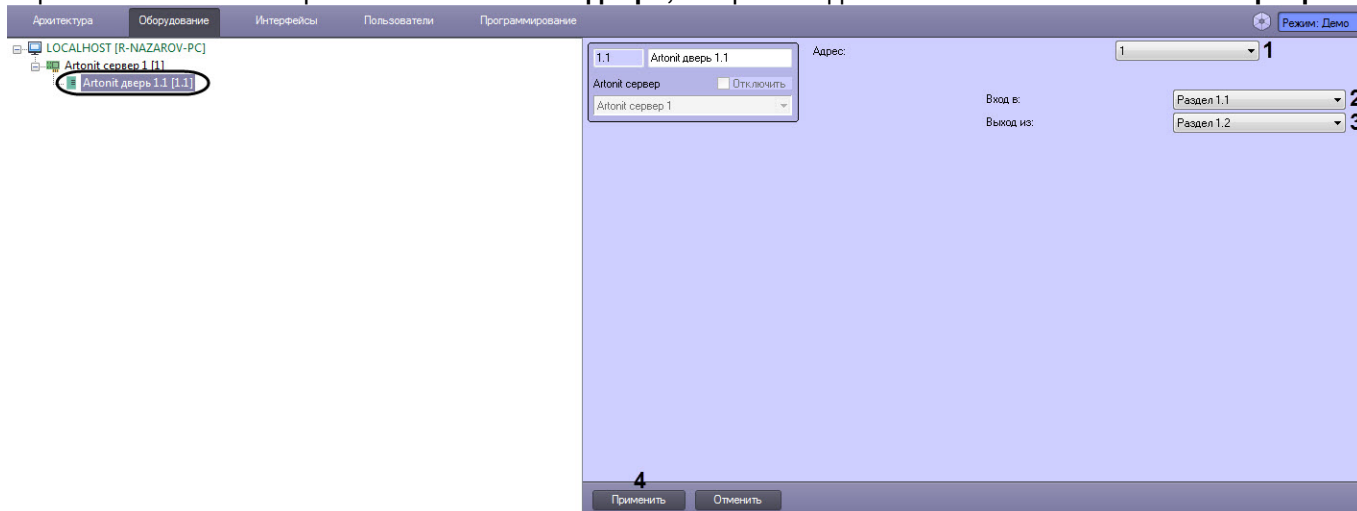 Архитектура Оборудование Интерфейсы Пользователи Программирование Режим: Демо
LOCALHOST [R-NAZAROV-PC]
Artonit сервер 1 [1]
Artonit дверь 1.1 [1.1]
1.1 Artonit дверь 1.1
Artonit сервер Отключить
Artonit сервер 1
Адрес: 1 1
Вход в: Раздел 1.1 2
Выход из: Раздел 1.2 3
4
Применить Отменить